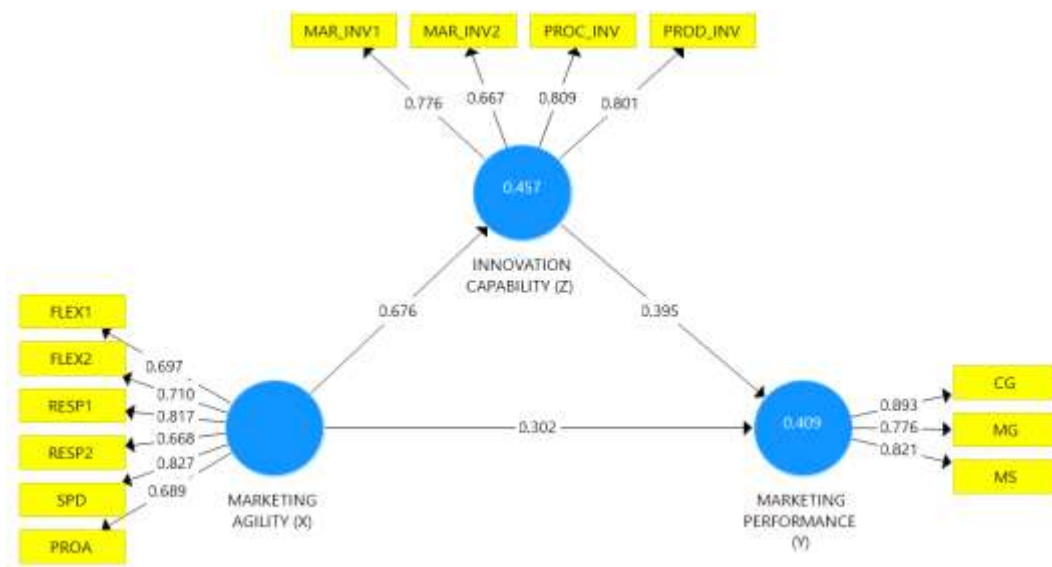 MAR_INV1 MAR_INV2 PROC_INV PROD_INV
0.776 0.667 0.809 0.801
0.457
INNOVATION
CAPABILITY (Z)
0.676 0.395
FLEX1
FLEX2
RESP1
RESP2
SPD
PROA
0.697
0.710
0.817
0.668
0.827
0.689
MARKETING
AGILITY (X)
0.302
0.409
MARKETING
PERFORMANCE
(Y)
0.893
0.776
0.821
CG
MG
MS